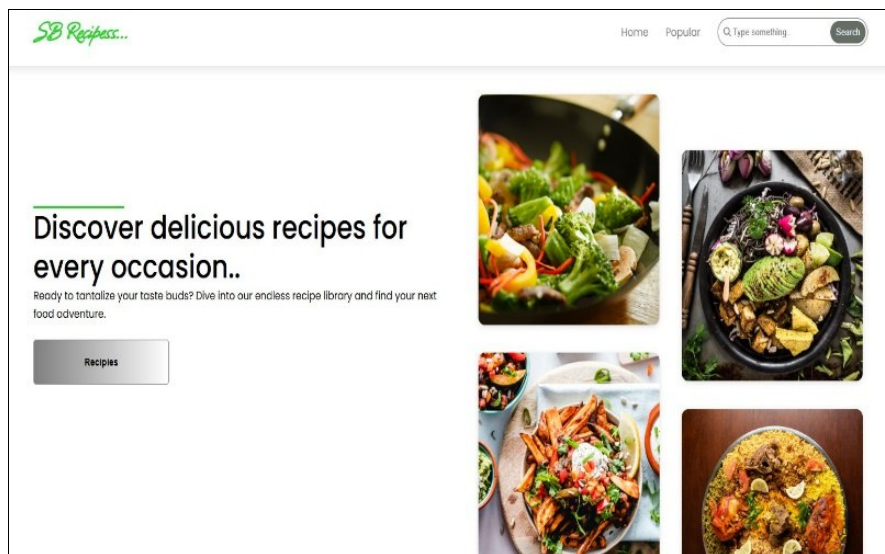 SB Recipess...
Home
Popular
Type something
Search
Discover delicious recipes for
every occasion..
Ready to tantalize your taste buds? Dive into our endless recipe library and find your next
food adventure.
Recipies